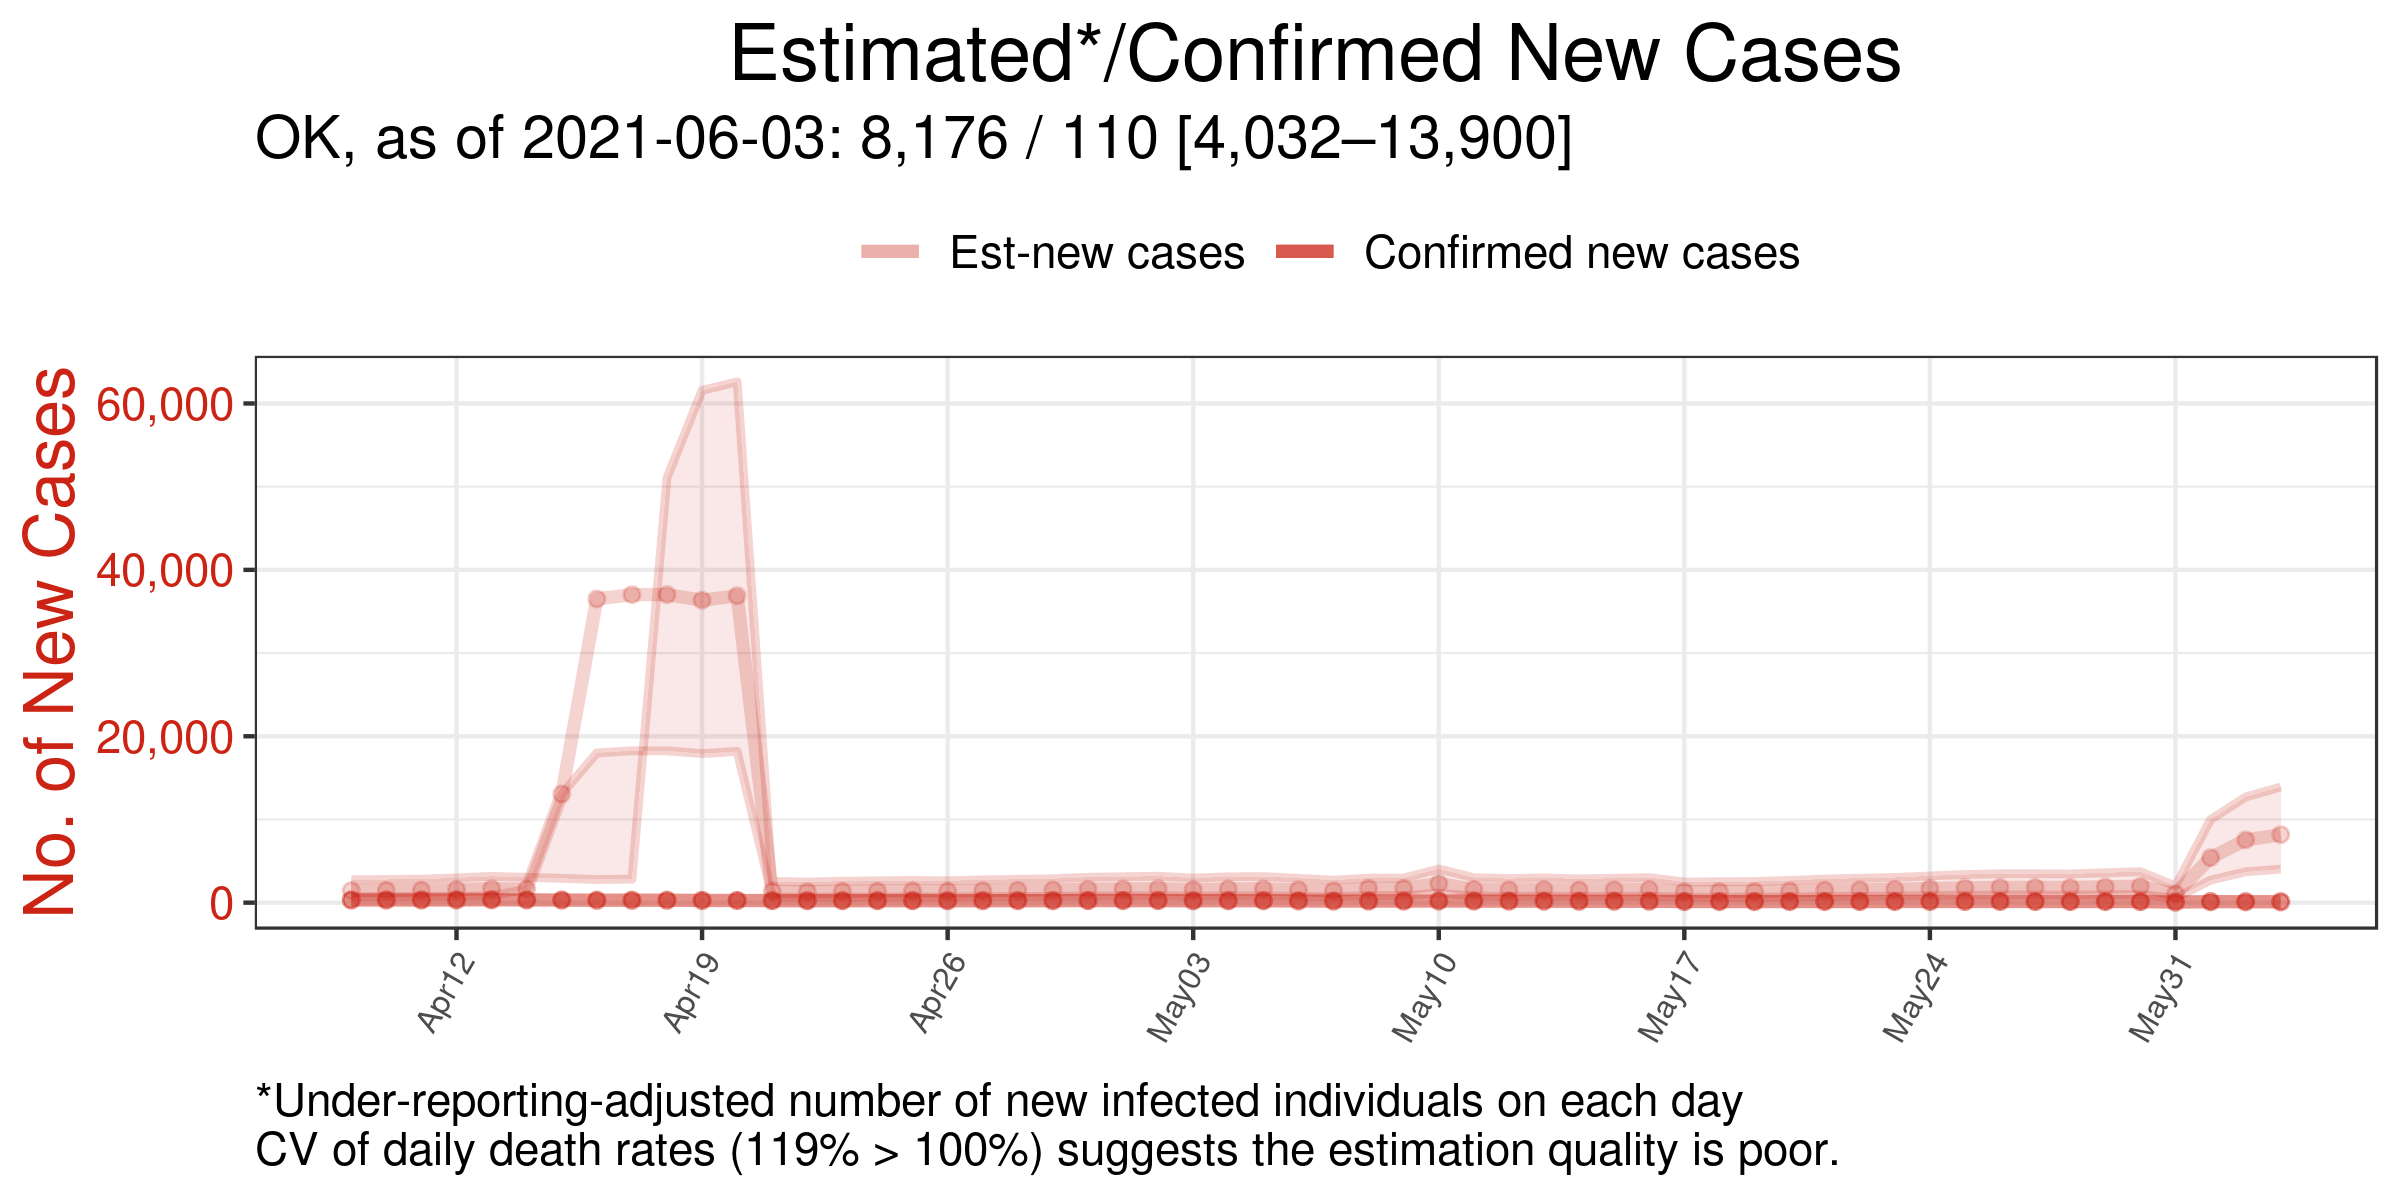 Estimated*/Confirmed New Cases
OK, as of 2021-06-03: 8,176 / 110 [4,032–13,900]
Est-new cases
Confirmed new cases
No. of New Cases
60,000
40,000
20,000
0
Apr12
Apr19
Apr26
May03
May10
May17
May24
May31
*Under-reporting-adjusted number of new infected individuals on each day
CV of daily death rates (119% > 100%) suggests the estimation quality is poor.